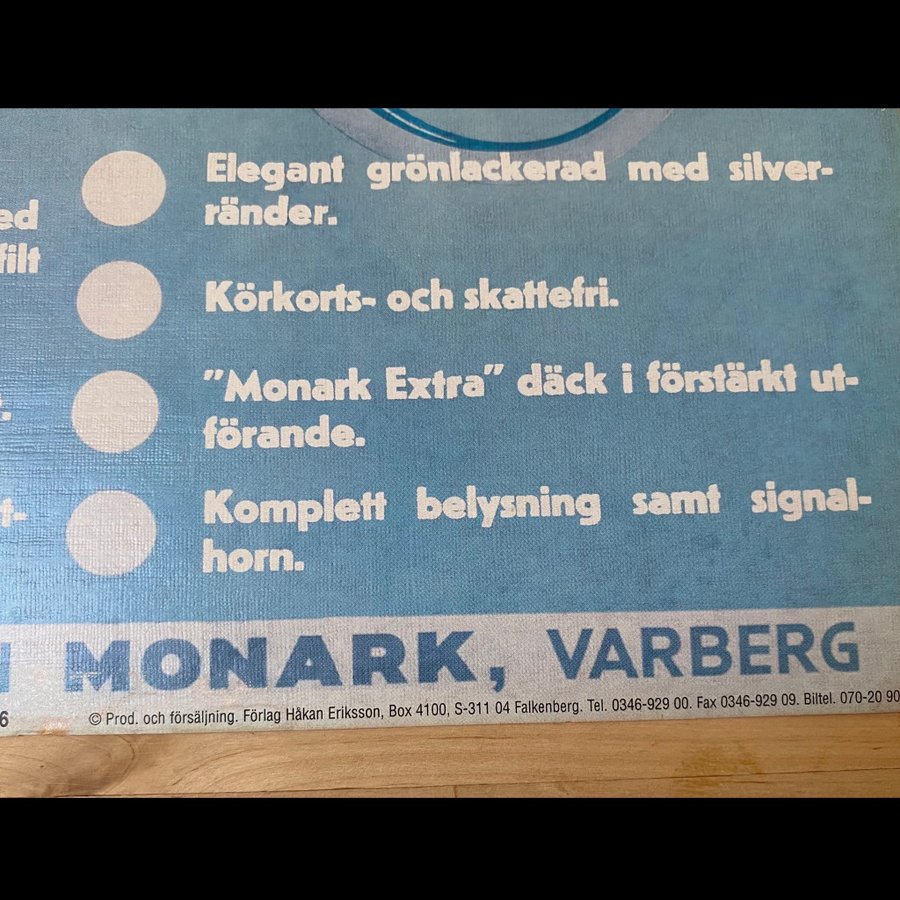 Elegant grönlackerad med silver-
ränder.
Körkorts- och skattefri.
"Monark Extra" däck i förstärkt ut-
förande.
Komplett belysning samt signal-
horn.
MONARK, VARBERG
© Prod. och försäljning. Förlag Håkan Eriksson, Box 4100, S-311 04 Falkenberg. Tel. 0346-929 00. Fax 0346-929 09. Biltel. 070-20 90